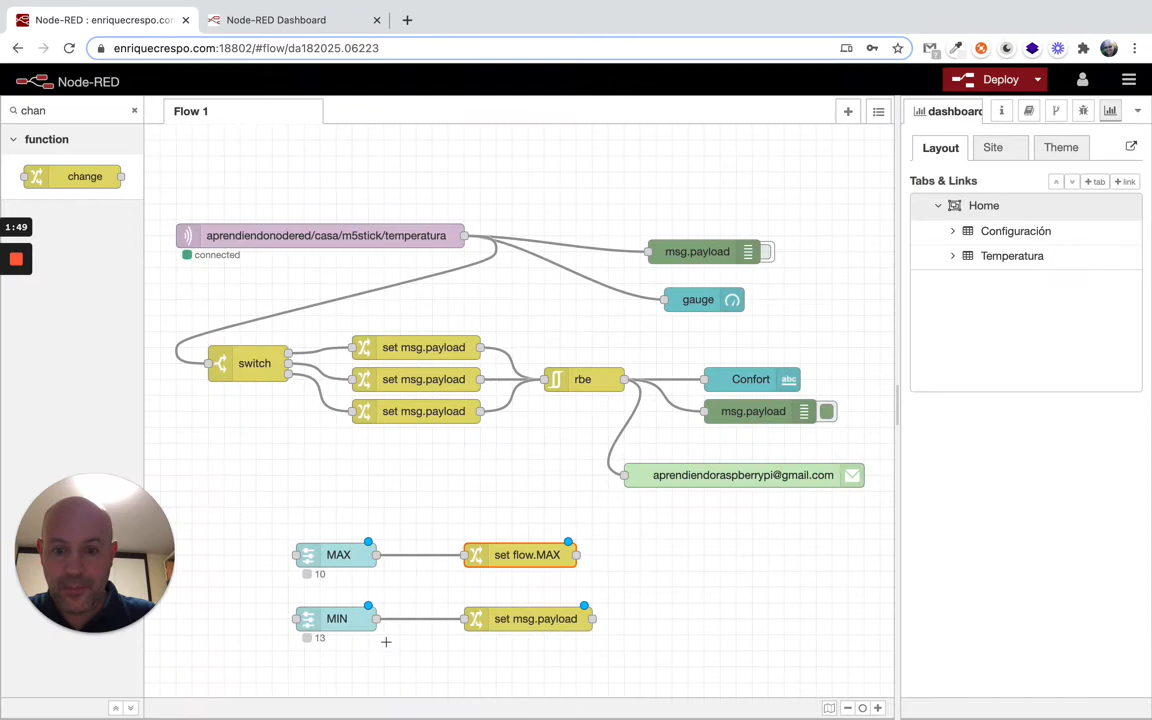 Node-RED : enriquecrespo.com
Node-RED Dashboard
enriquecrespo.com:18802/#flow/da182025.06223
Node-RED
Deploy
chan
Flow 1
dashboard
function
change
Layout
Site
Theme
Tabs & Links
tab
link
Home
Configuración
Temperatura
1:49
aprendiendonodered/casa/m5stick/temperatura
connected
msg.payload
gauge
switch
set msg.payload
set msg.payload
set msg.payload
rbe
Confort
abc
msg.payload
aprendiendoraspberrypi@gmail.com
MAX
10
set flow.MAX
MIN
13
set msg.payload